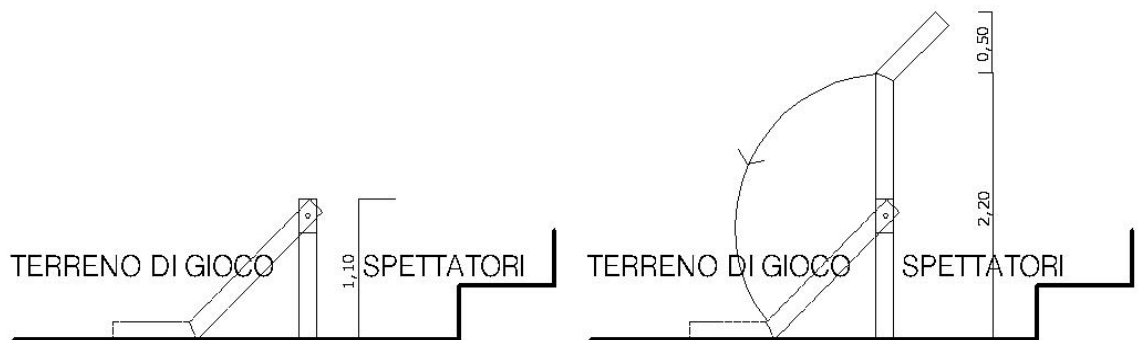 TERRENO DI GIOCO
1,10
SPETTATORI
TERRENO DI GIOCO
SPETTATORI
0,50
2,20